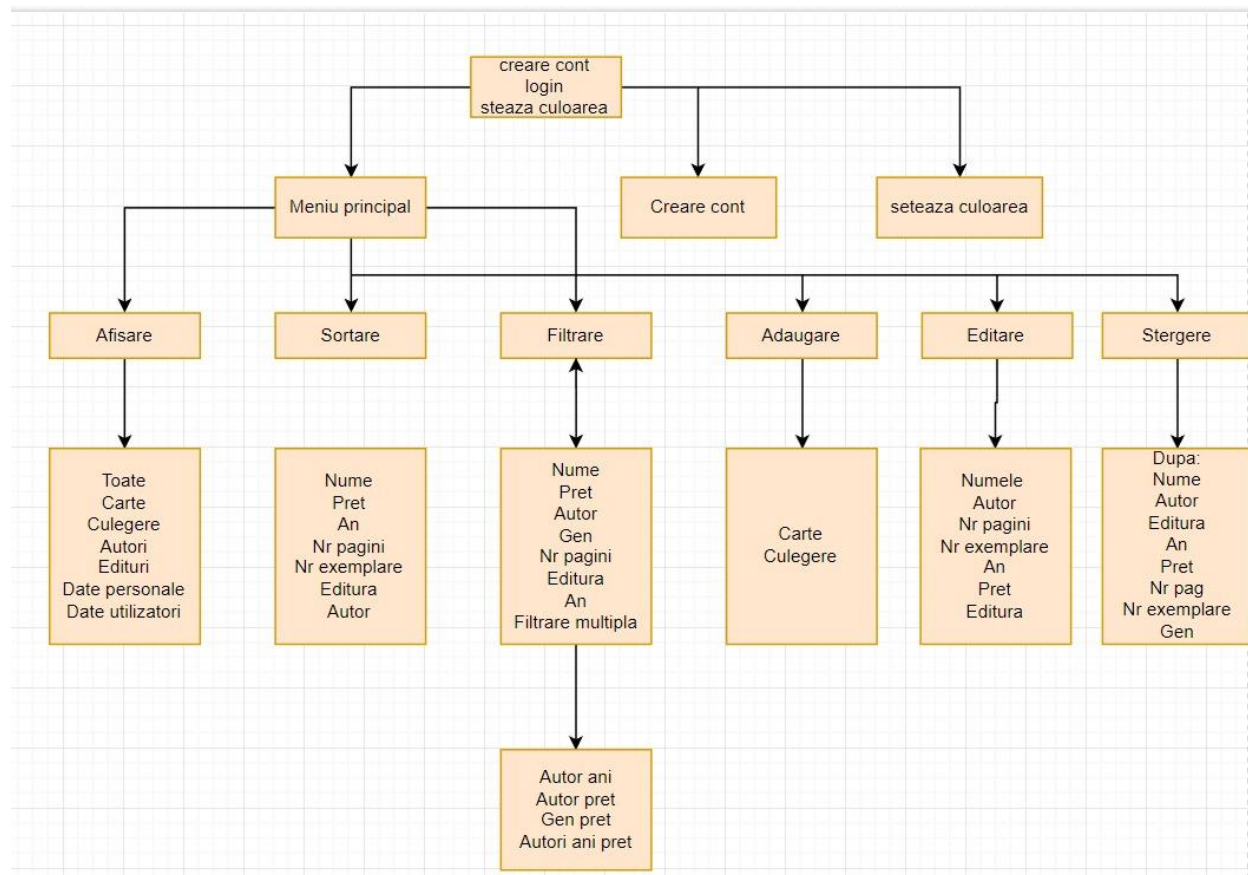 creare cont
login
steaza culoarea
Meniu principal
Creare cont
seteaza culoarea
Afisare
Sortare
Filtrare
Adaugare
Editare
Stergere
Toate
Carte
Culegere
Autori
Edituri
Date personale
Date utilizatori
Nume
Pret
An
Nr pagini
Nr exemplare
Editura
Autor
Nume
Pret
Autor
Gen
Nr pagini
Editura
An
Filtrare multipla
Carte
Culegere
Numele
Autor
Nr pagini
Nr exemplare
An
Pret
Editura
Dupa:
Nume
Autor
Editura
An
Pret
Nr pag
Nr exemplare
Gen
Autor ani
Autor pret
Gen pret
Autori ani pret